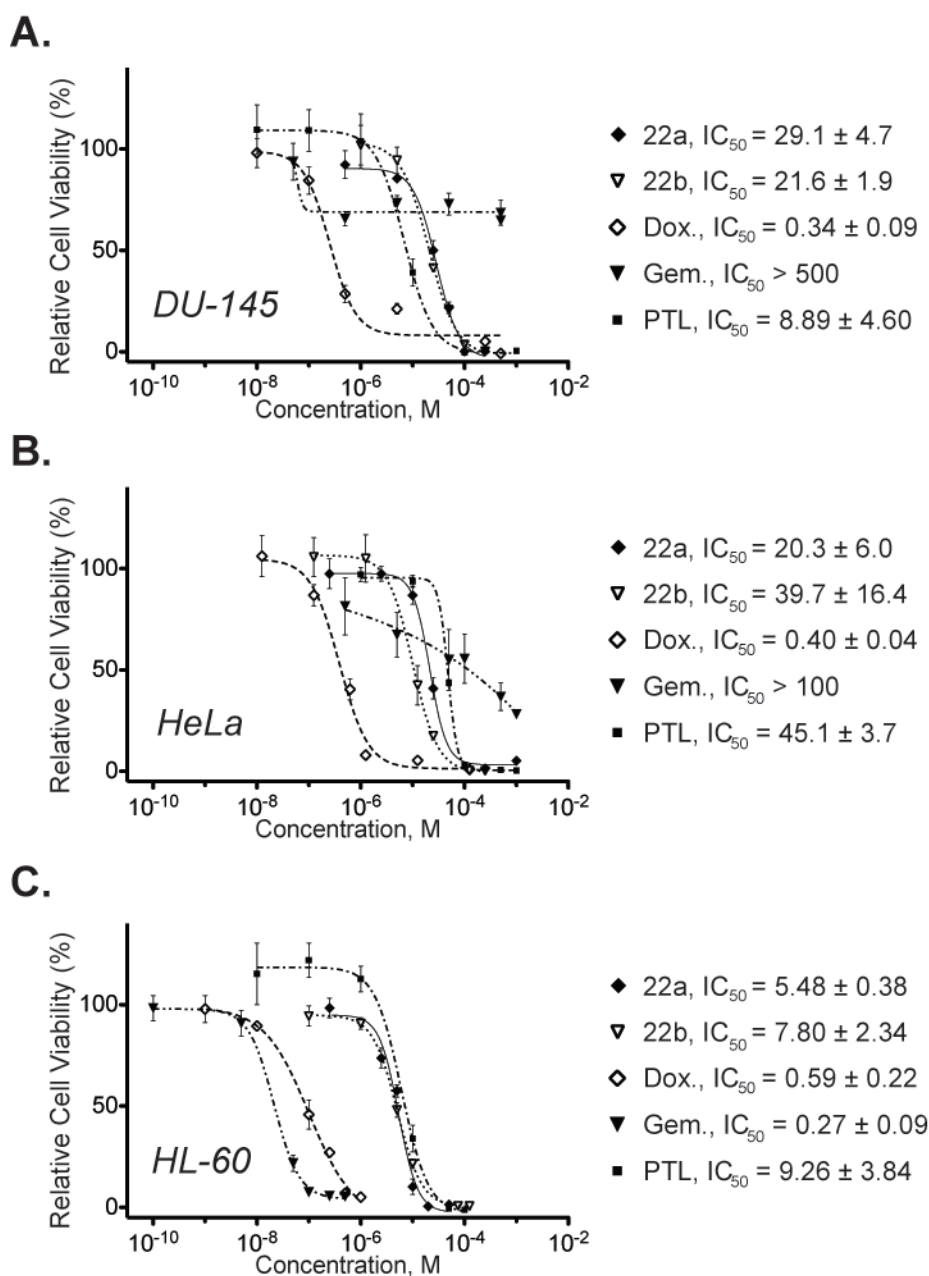 A.
Relative Cell Viability (%)
100
50
0
DU-145
10-10
10-8
10-6
10-4
10-2
Concentration, M
22a, IC50 = 29.1 ± 4.7
22b, IC50 = 21.6 ± 1.9
Dox., IC50 = 0.34 ± 0.09
Gem., IC50 > 500
PTL, IC50 = 8.89 ± 4.60
B.
Relative Cell Viability (%)
100
50
0
HeLa
10-10
10-8
10-6
10-4
10-2
Concentration, M
22a, IC50 = 20.3 ± 6.0
22b, IC50 = 39.7 ± 16.4
Dox., IC50 = 0.40 ± 0.04
Gem., IC50 > 100
PTL, IC50 = 45.1 ± 3.7
C.
Relative Cell Viability (%)
100
50
0
HL-60
10-10
10-8
10-6
10-4
10-2
Concentration, M
22a, IC50 = 5.48 ± 0.38
22b, IC50 = 7.80 ± 2.34
Dox., IC50 = 0.59 ± 0.22
Gem., IC50 = 0.27 ± 0.09
PTL, IC50 = 9.26 ± 3.84